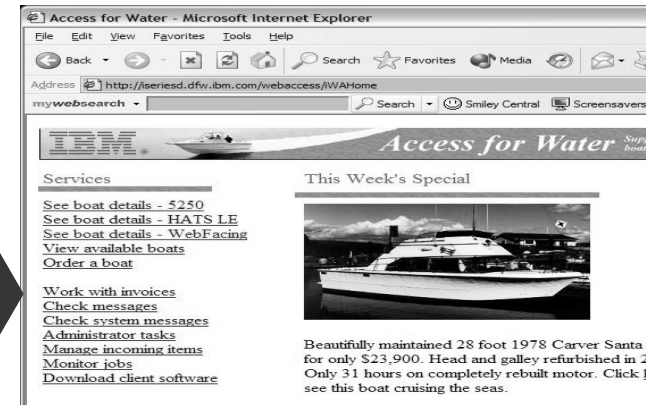 Access for Water - Microsoft Internet Explorer
File Edit View Favorites Tools Help
Back Search Favorites Media
Address http://iseriesd.dfw.ibm.com/webaccess/iWAHome
mywebsearch Search Smiley Central Screensavers
IBM Access for Water
Services
See boat details - 5250
See boat details - HATS LE
See boat details - WebFacing
View available boats
Order a boat
Work with invoices
Check messages
Check system messages
Administrator tasks
Manage incoming items
Monitor jobs
Download client software
This Week's Special
Beautifully maintained 28 foot 1978 Carver Santa
for only $23,900. Head and galley refurbished in 2
Only 31 hours on completely rebuilt motor. Click
see this boat cruising the seas.